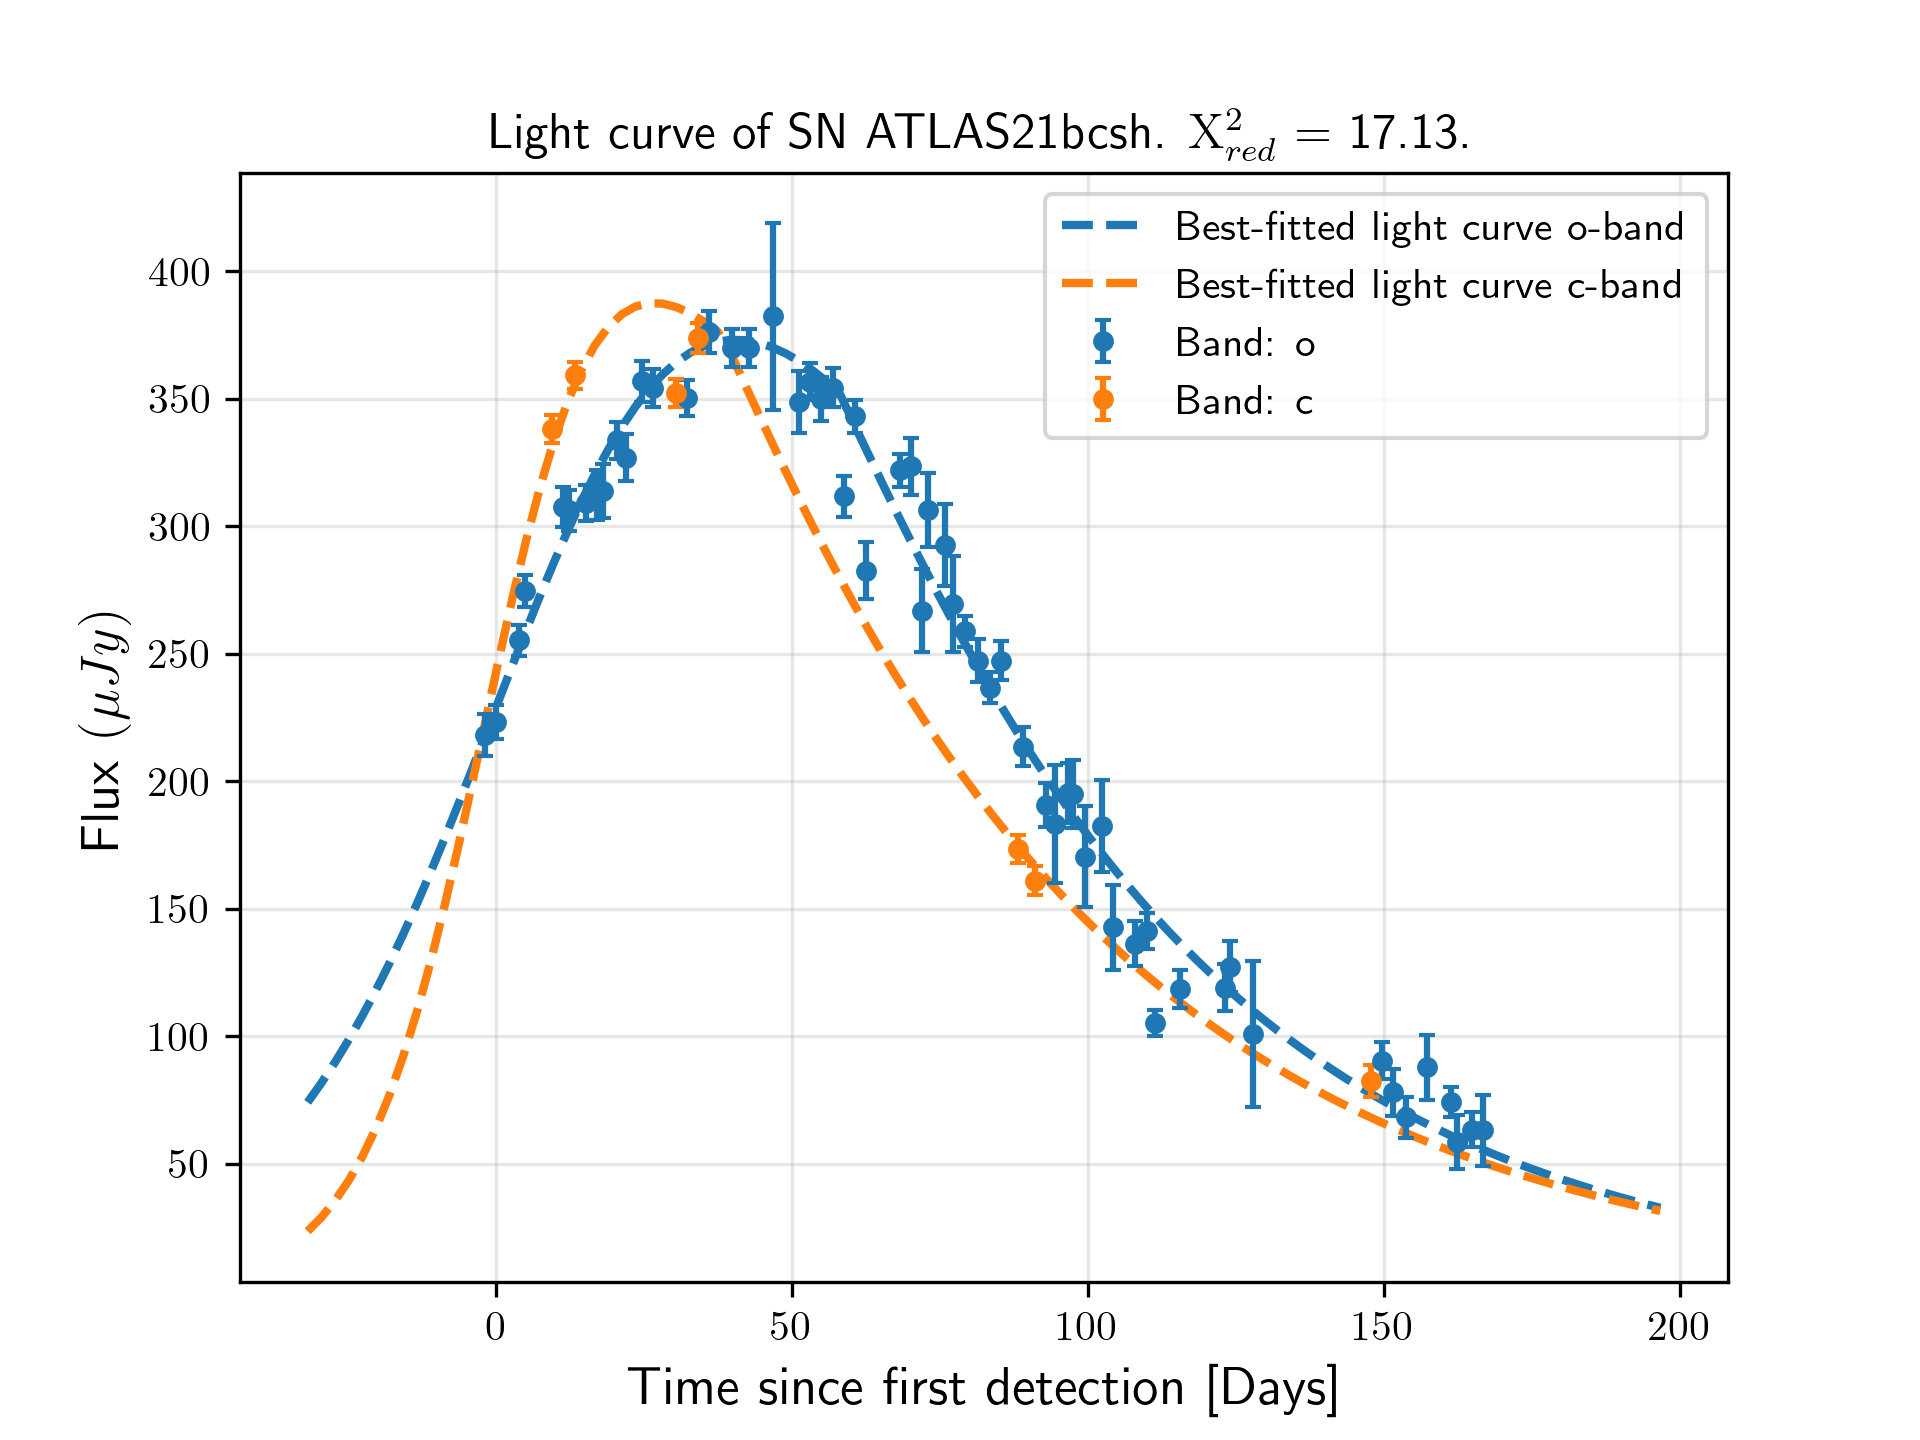 Light curve of SN ATLAS21bcsh. X²_red = 17.13.
Best-fitted light curve o-band
Best-fitted light curve c-band
Band: o
Band: c
Flux (μJy)
400
350
300
250
200
150
100
50
0 50 100 150 200
Time since first detection [Days]